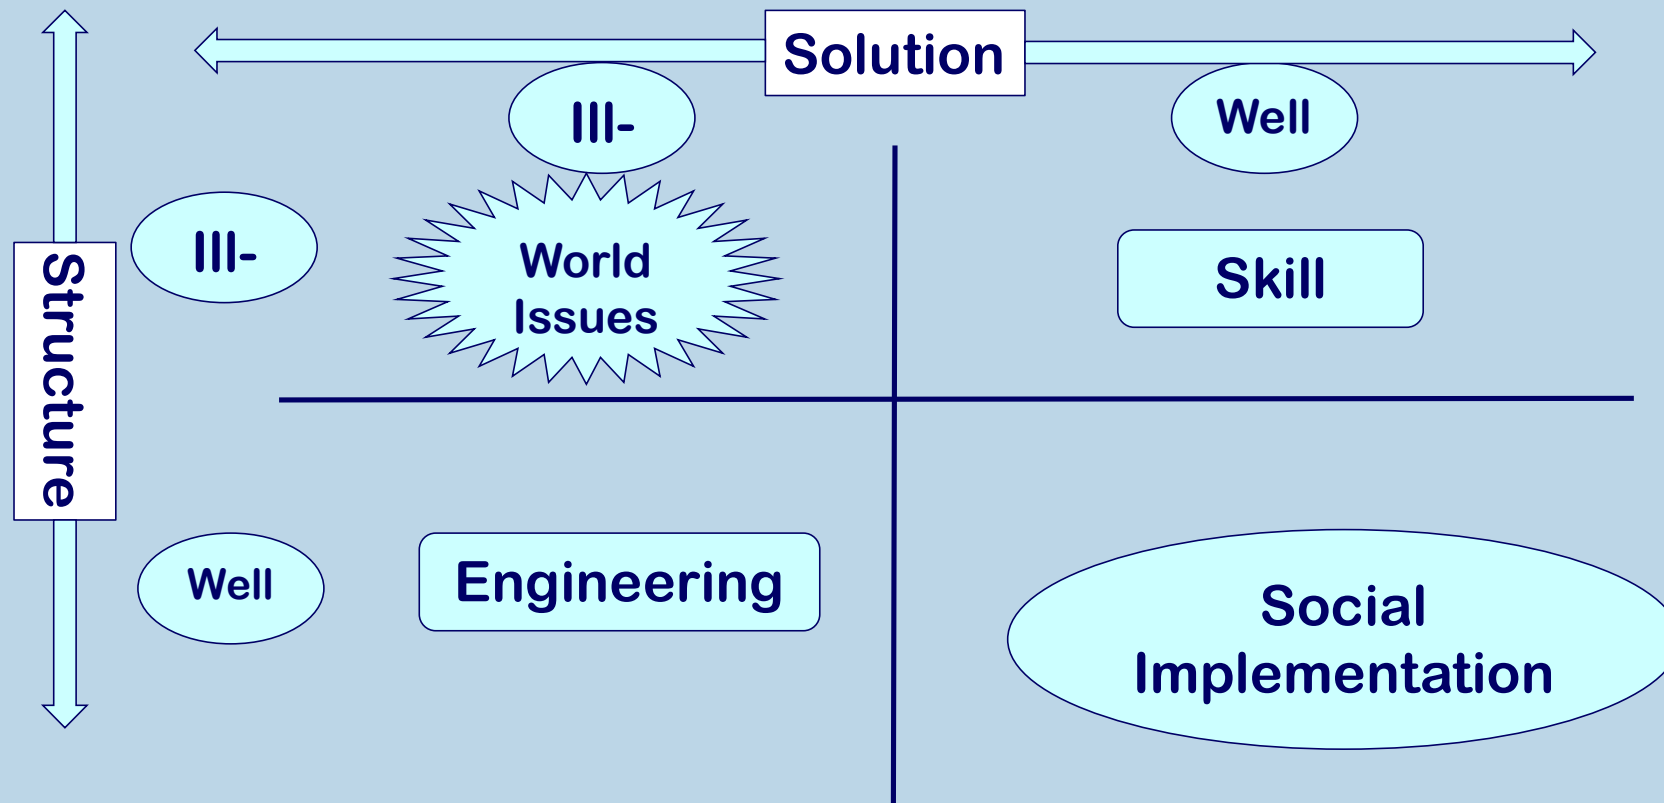 Solution
Ill-
Well
Structure
Ill-
World
Issues
Skill
Well
Engineering
Social
Implementation